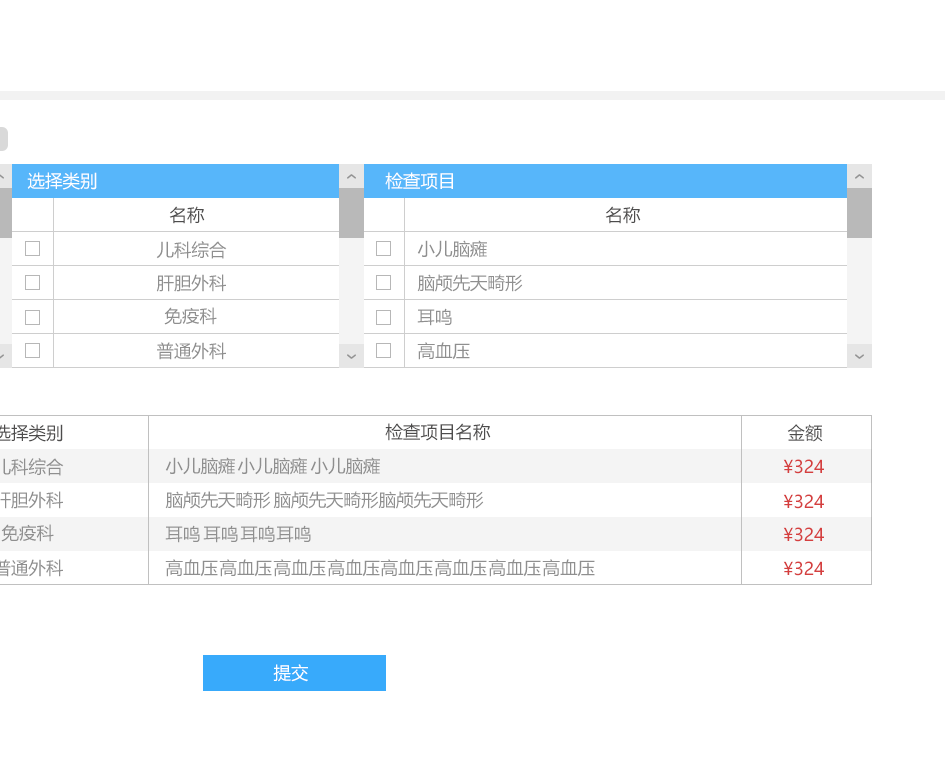 选择类别 检查项目
名称 名称
儿科综合 小儿脑瘫
肝胆外科 脑颅先天畸形
免疫科 耳鸣
普通外科 高血压
选择类别 检查项目名称 金额
儿科综合 小儿脑瘫 小儿脑瘫 小儿脑瘫 ¥324
肝胆外科 脑颅先天畸形 脑颅先天畸形脑颅先天畸形 ¥324
免疫科 耳鸣 耳鸣 耳鸣耳鸣 ¥324
普通外科 高血压高血压高血压高血压高血压高血压高血压高血压 ¥324
提交